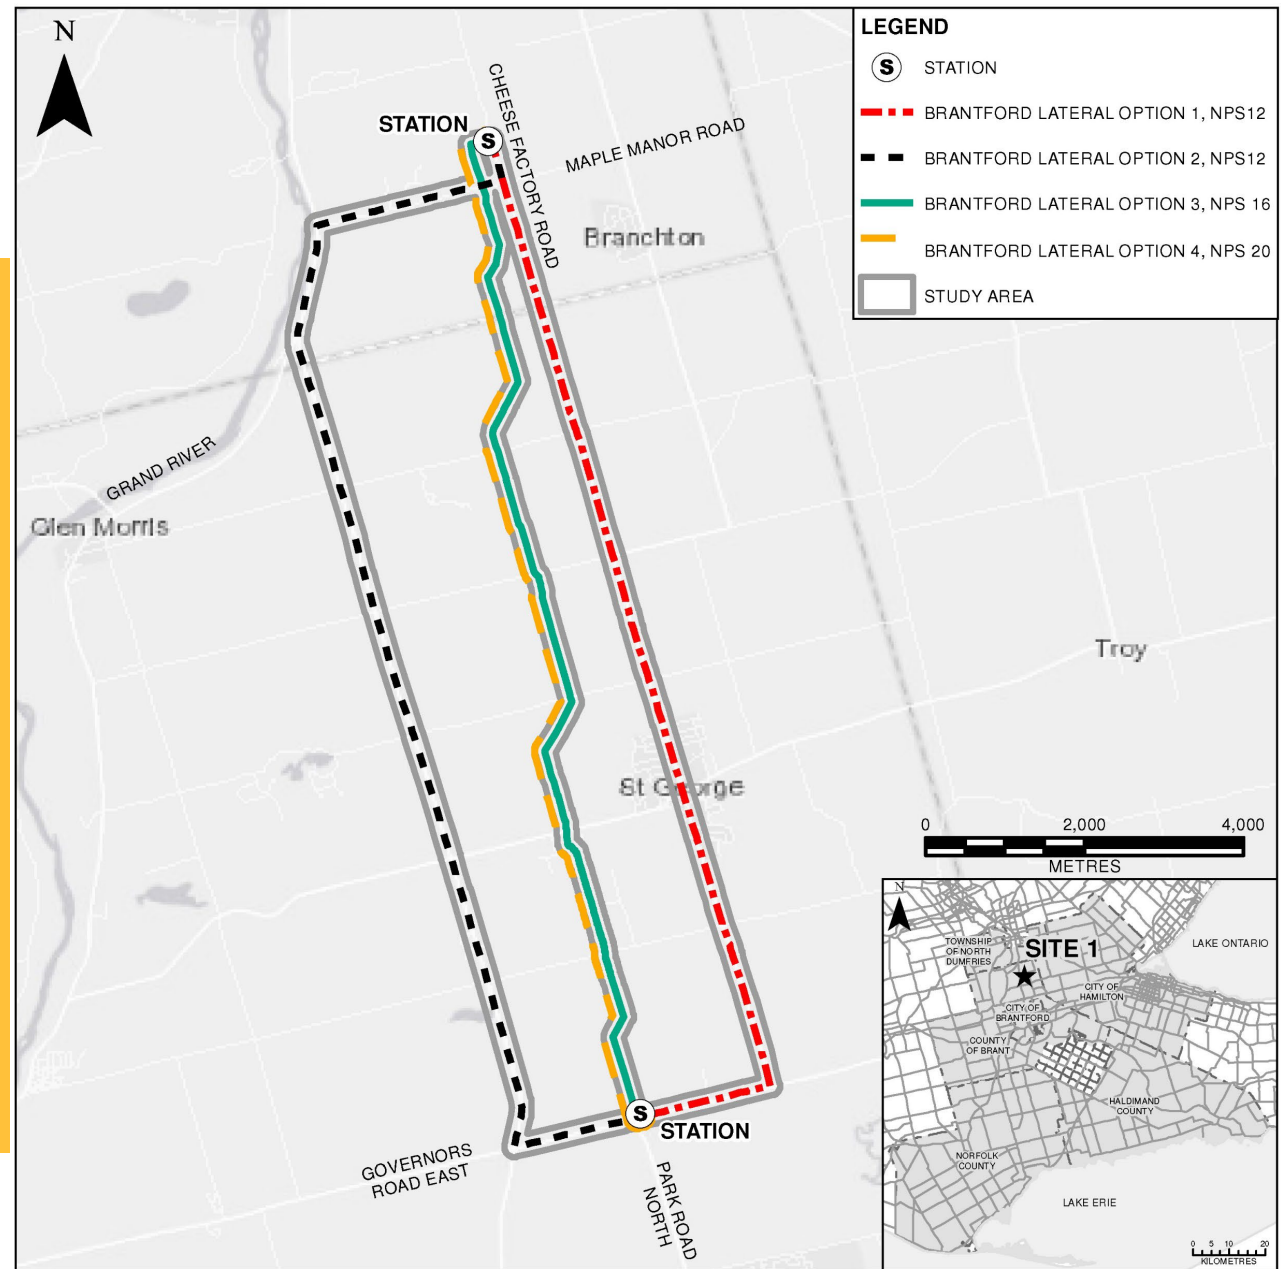 N
STATION
S
CHEESE FACTORY ROAD
MAPLE MANOR ROAD
Branchton
GRAND RIVER
Glen Morris
Troy
St George
S
STATION
GOVERNORS
ROAD EAST
PARK ROAD
NORTH
LEGEND
S STATION
BRANTFORD LATERAL OPTION 1, NPS12
BRANTFORD LATERAL OPTION 2, NPS12
BRANTFORD LATERAL OPTION 3, NPS 16
BRANTFORD LATERAL OPTION 4, NPS 20
STUDY AREA
0 2,000 4,000
METRES
N
TOWNSHIP
OF NORTH
DUMFRIES
SITE 1
LAKE ONTARIO
CITY OF
HAMILTON
CITY OF
BRANTFORD
COUNTY
OF BRANT
HALDIMAND
COUNTY
NORFOLK
COUNTY
LAKE ERIE
0 5 10 20
KILOMETRES